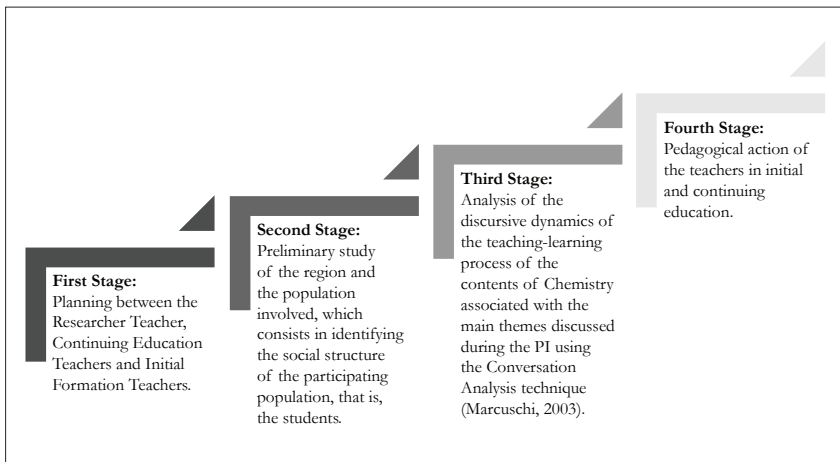 First Stage:
Planning between the
Researcher Teacher,
Continuing Education
Teachers and Initial
Formation Teachers.
Second Stage:
Preliminary study
of the region and
the population
involved, which
consists in identifying
the social structure
of the participating
population, that is,
the students.
Third Stage:
Analysis of the
discursive dynamics of
the teaching-learning
process of the
contents of Chemistry
associated with the
main themes discussed
during the PI using
the Conversation
Analysis technique
(Marcuschi, 2003).
Fourth Stage:
Pedagogical action of
the teachers in initial
and continuing
education.